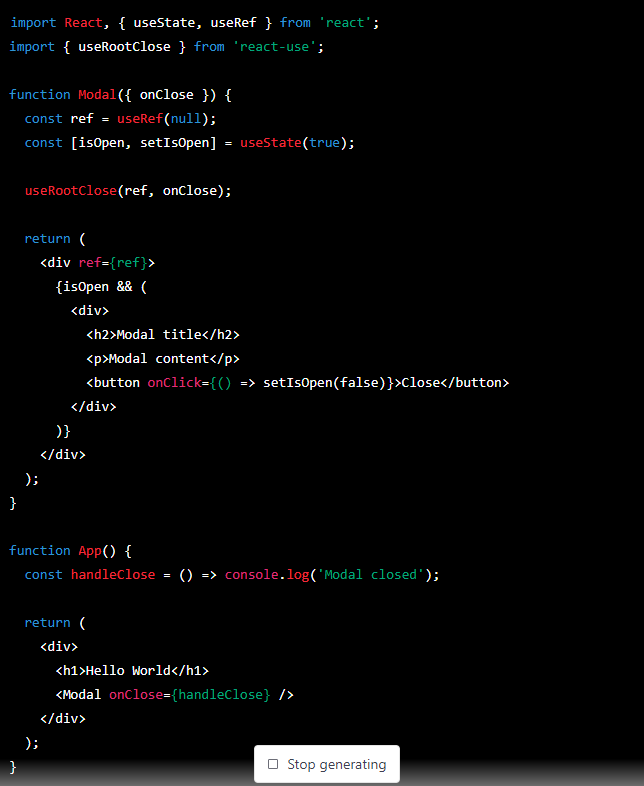 import React, { useState, useRef } from 'react';
import { useRootClose } from 'react-use';

function Modal({ onClose }) {
  const ref = useRef(null);
  const [isOpen, setIsOpen] = useState(true);

  useRootClose(ref, onClose);

  return (
    <div ref={ref}>
      {isOpen && (
        <div>
          <h2>Modal title</h2>
          <p>Modal content</p>
          <button onClick={() => setIsOpen(false)}>Close</button>
        </div>
      )}
    </div>
  );
}

function App() {
  const handleClose = () => console.log('Modal closed');

  return (
    <div>
      <h1>Hello World</h1>
      <Modal onClose={handleClose} />
    </div>
  );
}
Stop generating